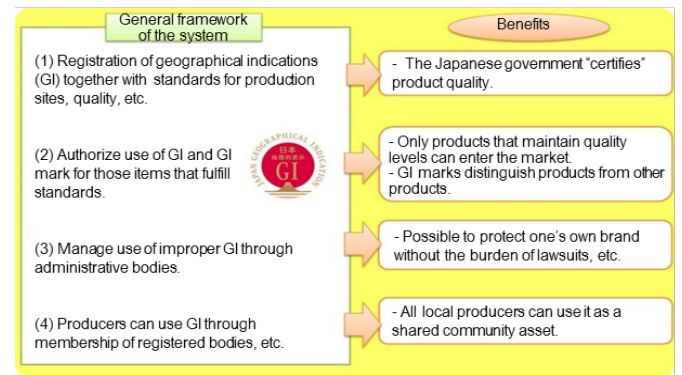 General framework
of the system
Benefits
(1) Registration of geographical indications
(GI) together with standards for production
sites, quality, etc.
- The Japanese government “certifies”
product quality.
(2) Authorize use of GI and GI
mark for those items that fulfill
standards.
JAPAN GEOGRAPHICAL INDICATION
日本
地理的表示
GI
- Only products that maintain quality
levels can enter the market.
- GI marks distinguish products from other
products.
(3) Manage use of improper GI through
administrative bodies.
- Possible to protect one’s own brand
without the burden of lawsuits, etc.
(4) Producers can use GI through
membership of registered bodies, etc.
- All local producers can use it as a
shared community asset.